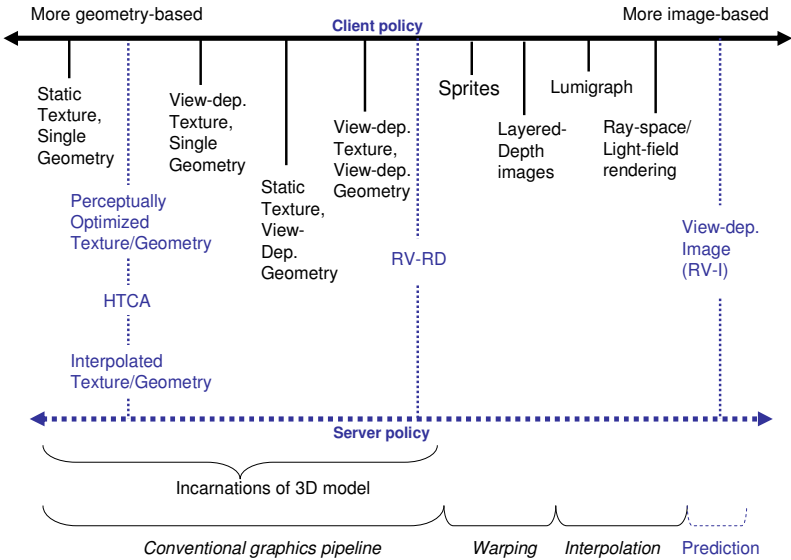 More geometry-based
More image-based
Client policy
Static
Texture,
Single
Geometry
View-dep.
Texture,
Single
Geometry
Static
Texture,
View-
Dep.
Geometry
View-dep.
Texture,
View-dep.
Geometry
Sprites
Layered-
Depth
images
Lumigraph
Ray-space/
Light-field
rendering
Perceptually
Optimized
Texture/Geometry
HTCA
Interpolated
Texture/Geometry
RV-RD
View-dep.
Image
(RV-I)
Server policy
Incarnations of 3D model
Conventional graphics pipeline
Warping
Interpolation
Prediction